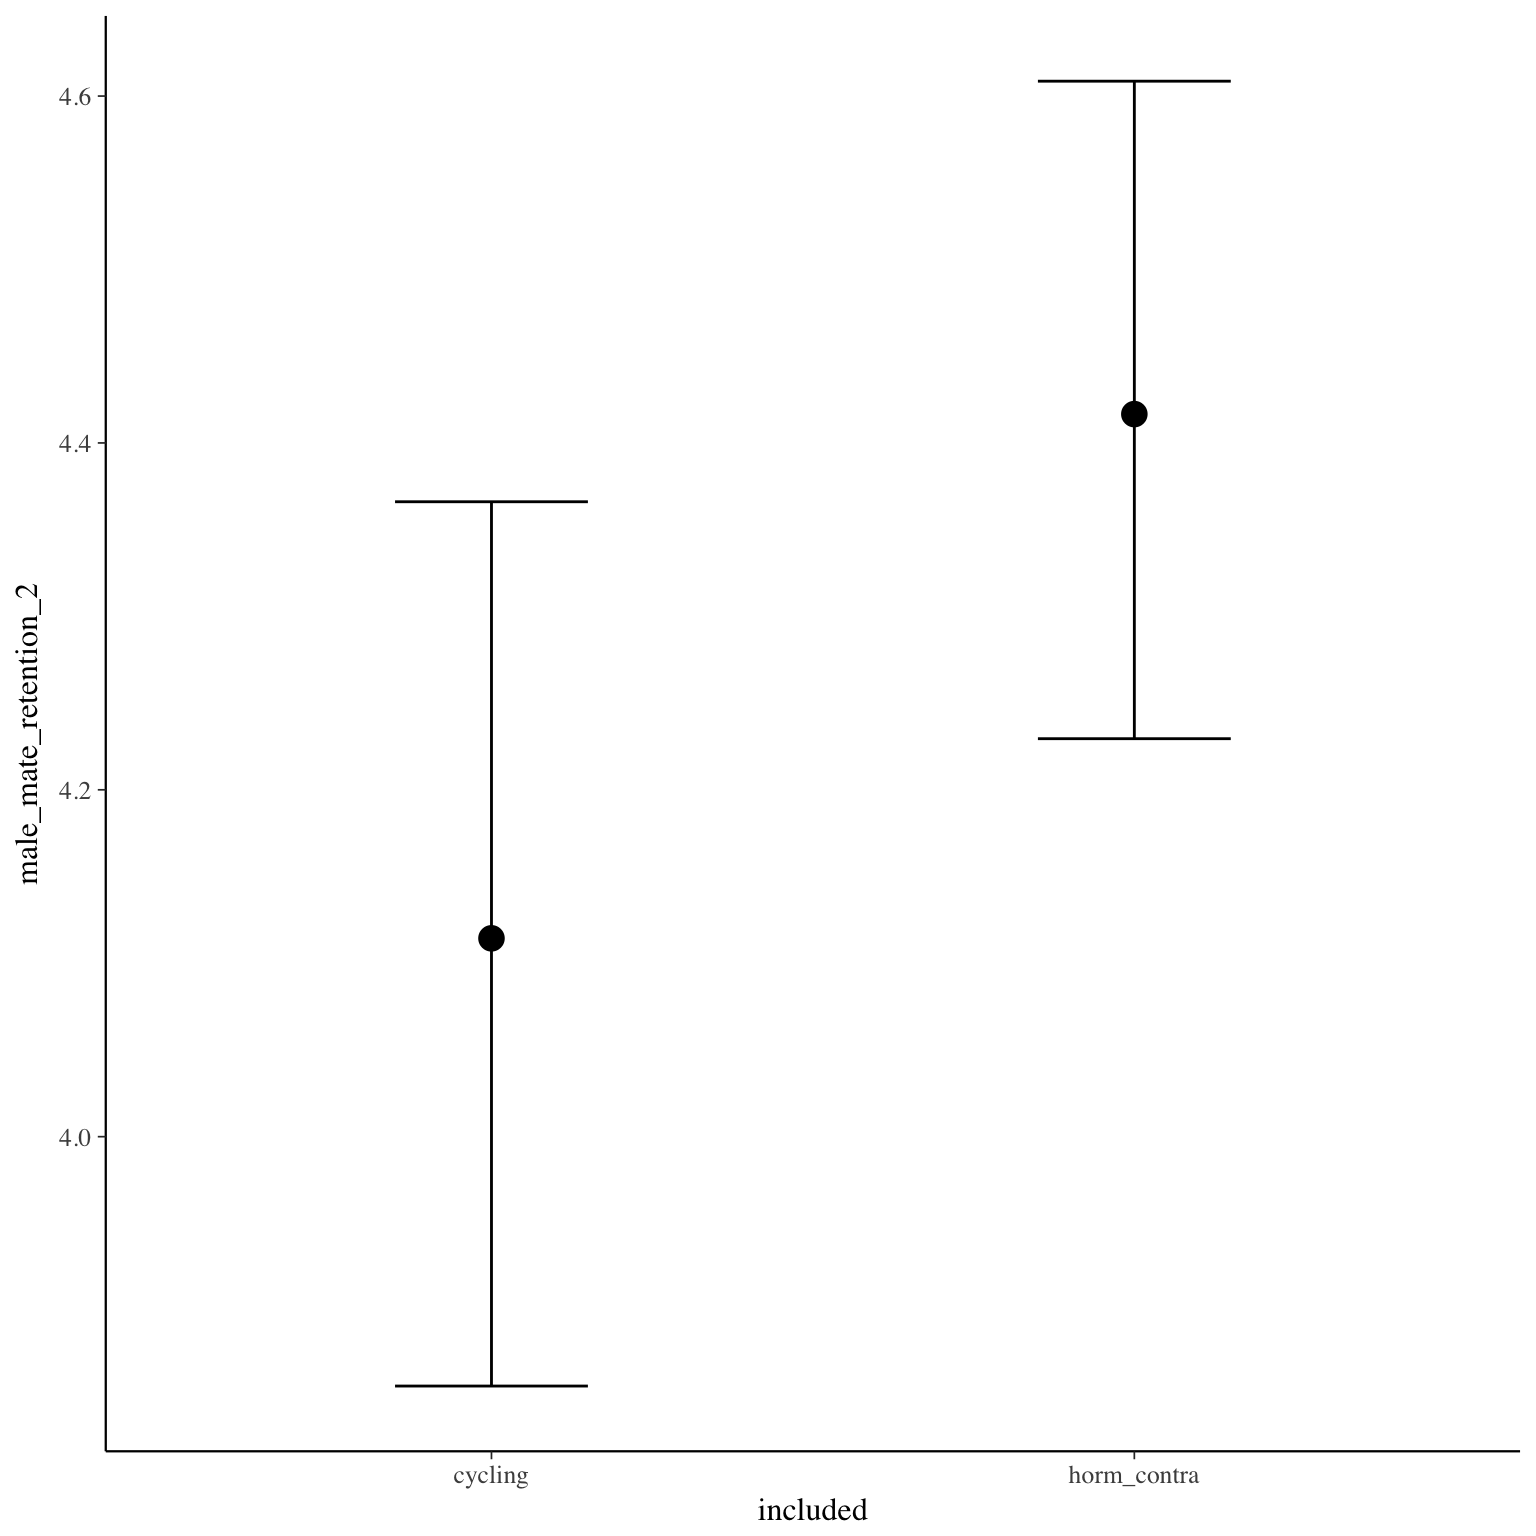 male_mate_retention_2
4.6
4.4
4.2
4.0
cycling
horm_contra
included